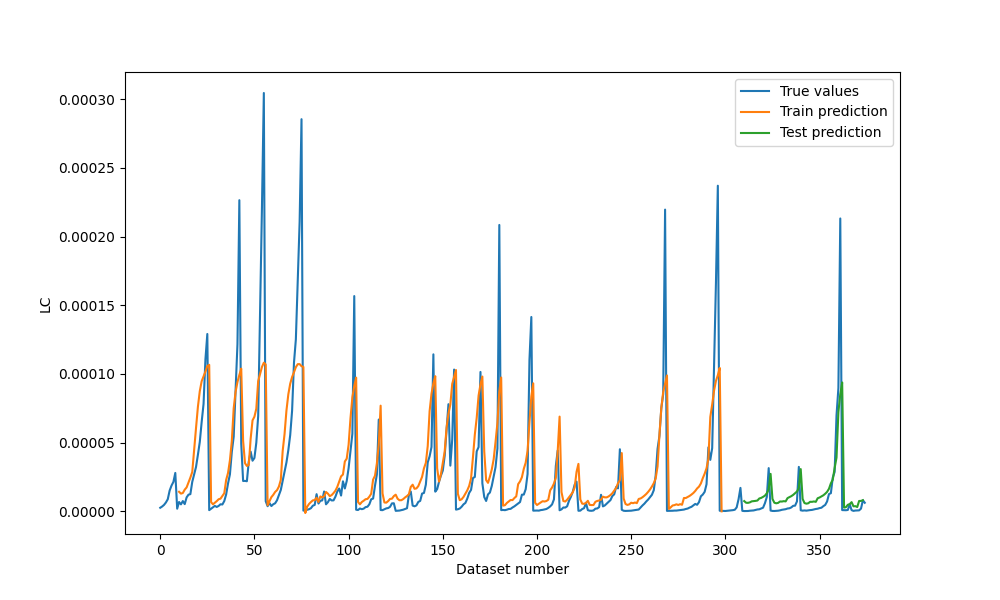 0.00030
0.00025
0.00020
0.00015
0.00010
0.00005
0.00000
LC
True values
Train prediction
Test prediction
0 50 100 150 200 250 300 350
Dataset number